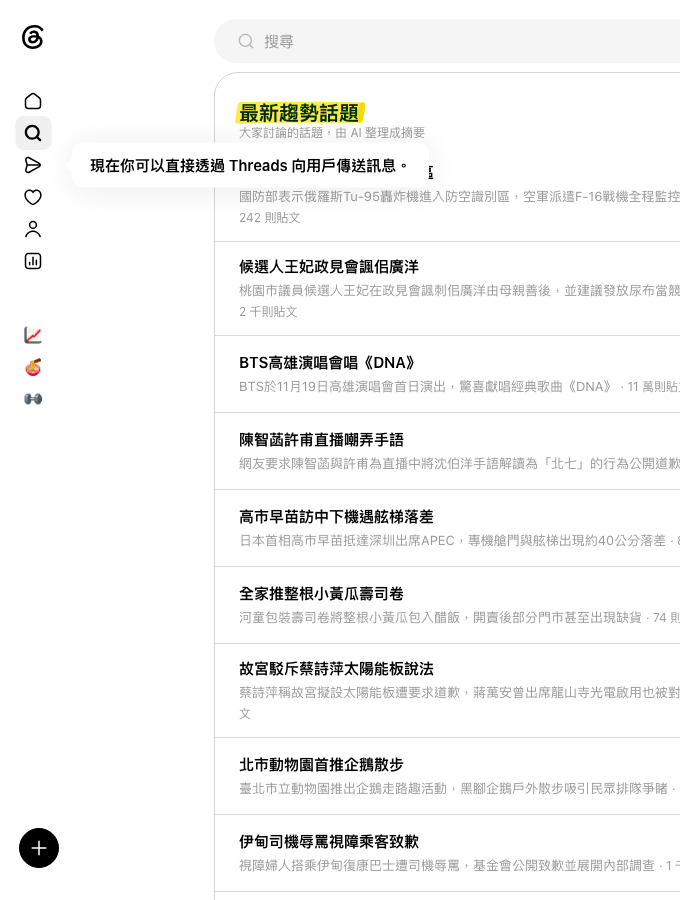 搜尋
最新趨勢話題
大家討論的話題，由 AI 整理成摘要
現在你可以直接透過 Threads 向用戶傳送訊息。
國防部表示俄羅斯Tu-95轟炸機進入防空識別區，空軍派遣F-16戰機全程監控
242 則貼文
候選人王妃政見會諷侶廣洋
桃園市議員候選人王妃在政見會諷刺侶廣洋由母親善後，並建議發放尿布當競
2 千則貼文
BTS高雄演唱會唱《DNA》
BTS於11月19日高雄演唱會首日演出，驚喜獻唱經典歌曲《DNA》 · 11 萬則貼
陳智菡許甫直播嘲弄手語
網友要求陳智菡與許甫為直播中將沈伯洋手語解讀為「北七」的行為公開道歉
高市早苗訪中下機遇舷梯落差
日本首相高市早苗抵達深圳出席APEC，專機艙門與舷梯出現約40公分落差 ·
全家推整根小黃瓜壽司卷
河童包裝壽司卷將整根小黃瓜包入醋飯，開賣後部分門市甚至出現缺貨 · 74 則
故宮駁斥蔡詩萍太陽能板說法
蔡詩萍稱故宮擬設太陽能板遭要求道歉，蔣萬安曾出席龍山寺光電啟用也被對
文
北市動物園首推企鵝散步
臺北市立動物園推出企鵝走路趣活動，黑腳企鵝戶外散步吸引民眾排隊爭睹 ·
伊甸司機辱罵視障乘客致歉
視障婦人搭乘伊甸復康巴士遭司機辱罵，基金會公開致歉並展開內部調查 · 1 千